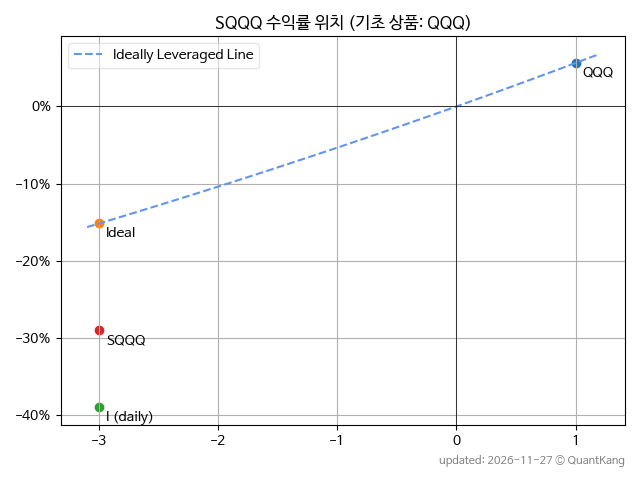 SQQQ 수익률 위치 (기초 상품: QQQ)
Ideally Leveraged Line
QQQ
0%
-10%
Ideal
-20%
-30%
SQQQ
-40%
I (daily)
-3
-2
-1
0
1
updated: 2026-11-27 © QuantKang